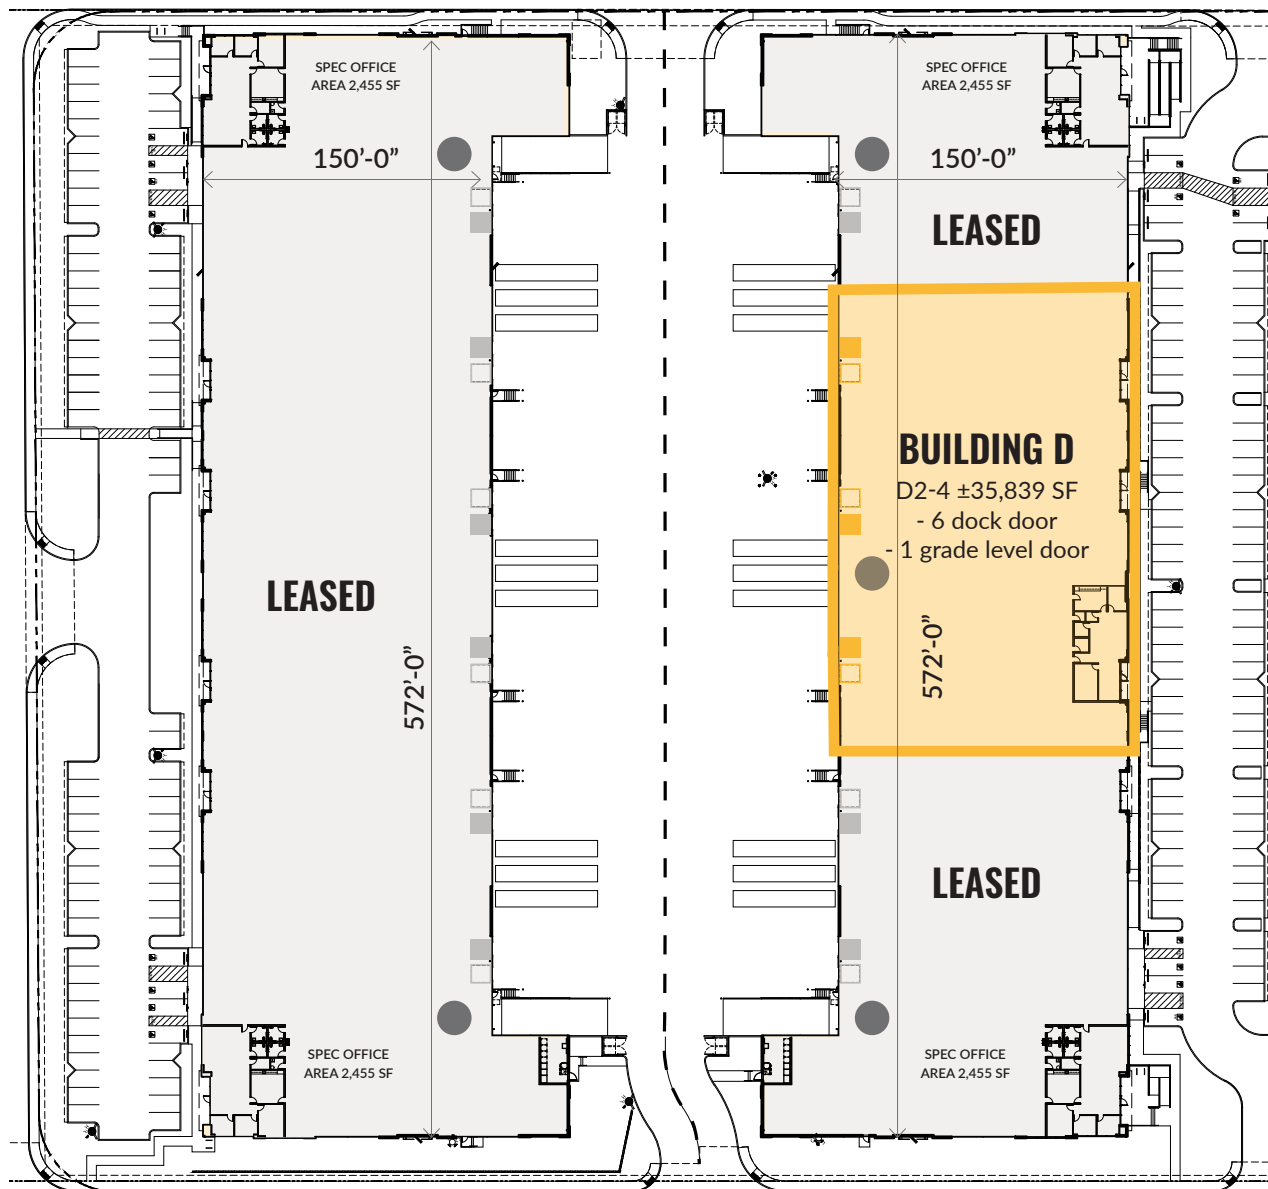 SPEC OFFICE
AREA 2,455 SF
150’-0”
LEASED
572’-0”
SPEC OFFICE
AREA 2,455 SF
SPEC OFFICE
AREA 2,455 SF
150’-0”
LEASED
BUILDING D
D2-4 ±35,839 SF
- 6 dock door
- 1 grade level door
572’-0”
LEASED
SPEC OFFICE
AREA 2,455 SF